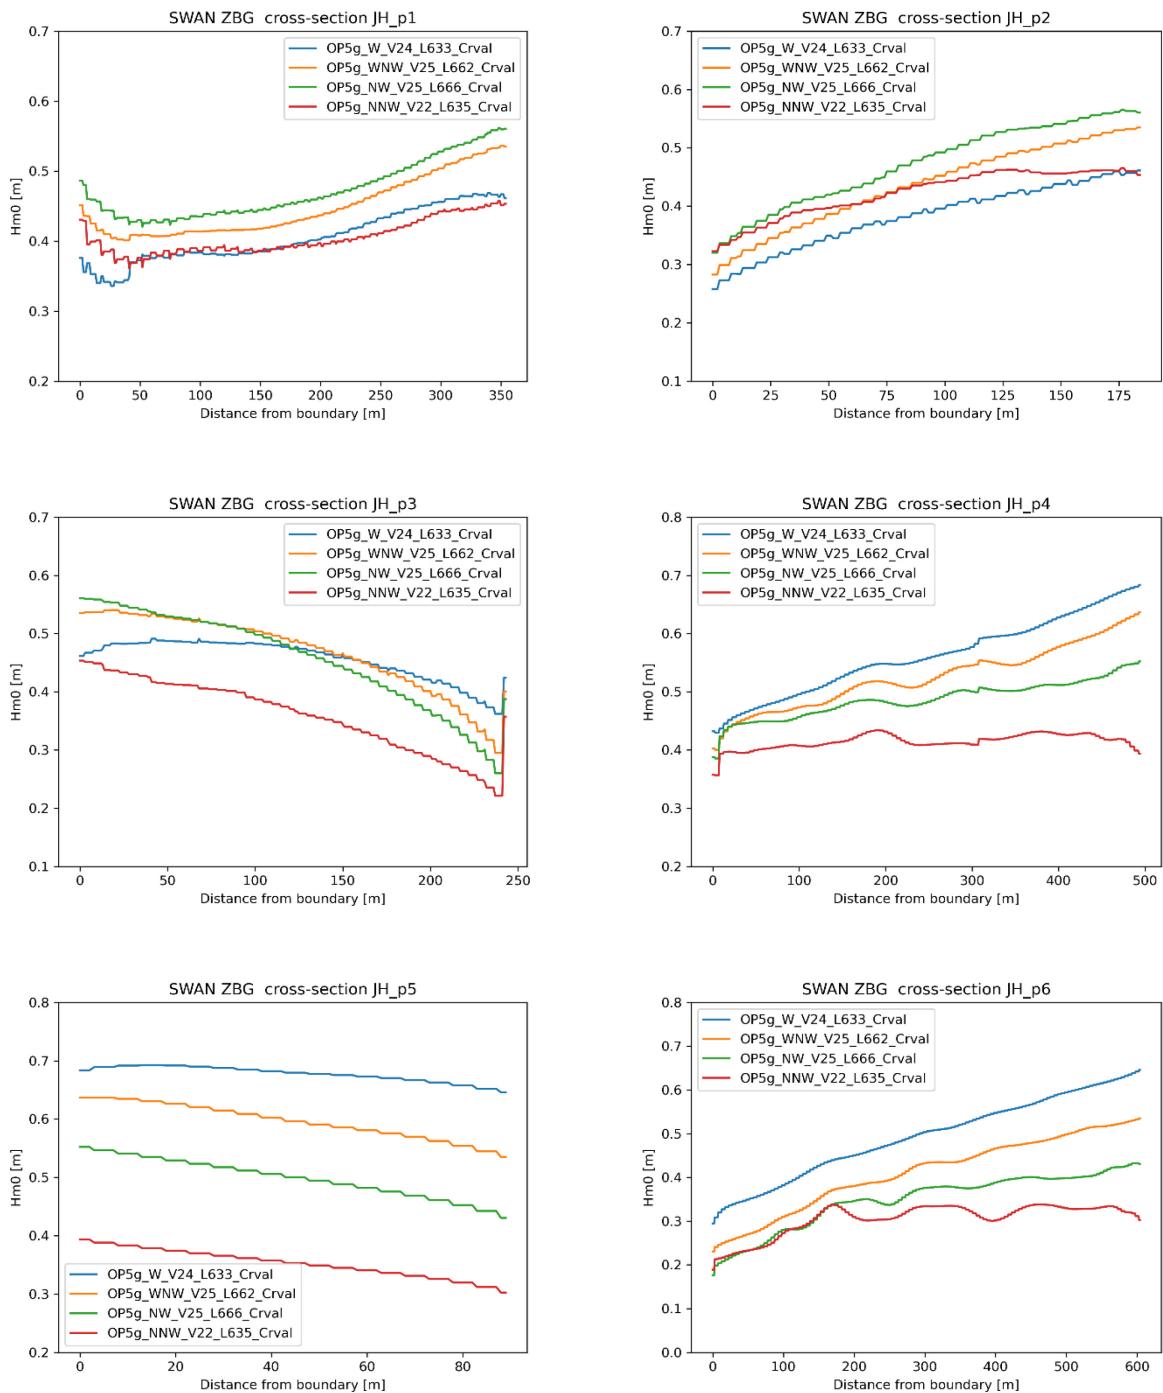 SWAN ZBG  cross-section JH_p1
0.7
0.6
0.5
0.4
0.3
0.2
Hm0 [m]
OP5g_W_V24_L633_Crval
OP5g_WNW_V25_L662_Crval
OP5g_NW_V25_L666_Crval
OP5g_NNW_V22_L635_Crval
0 50 100 150 200 250 300 350
Distance from boundary [m]
SWAN ZBG  cross-section JH_p2
0.7
0.6
0.5
0.4
0.3
0.2
0.1
Hm0 [m]
OP5g_W_V24_L633_Crval
OP5g_WNW_V25_L662_Crval
OP5g_NW_V25_L666_Crval
OP5g_NNW_V22_L635_Crval
0 25 50 75 100 125 150 175
Distance from boundary [m]
SWAN ZBG  cross-section JH_p3
0.7
0.6
0.5
0.4
0.3
0.2
0.1
Hm0 [m]
OP5g_W_V24_L633_Crval
OP5g_WNW_V25_L662_Crval
OP5g_NW_V25_L666_Crval
OP5g_NNW_V22_L635_Crval
0 50 100 150 200 250
Distance from boundary [m]
SWAN ZBG  cross-section JH_p4
0.8
0.7
0.6
0.5
0.4
0.3
0.2
Hm0 [m]
OP5g_W_V24_L633_Crval
OP5g_WNW_V25_L662_Crval
OP5g_NW_V25_L666_Crval
OP5g_NNW_V22_L635_Crval
0 100 200 300 400 500
Distance from boundary [m]
SWAN ZBG  cross-section JH_p5
0.8
0.7
0.6
0.5
0.4
0.3
0.2
Hm0 [m]
OP5g_W_V24_L633_Crval
OP5g_WNW_V25_L662_Crval
OP5g_NW_V25_L666_Crval
OP5g_NNW_V22_L635_Crval
0 20 40 60 80
Distance from boundary [m]
SWAN ZBG  cross-section JH_p6
0.8
0.7
0.6
0.5
0.4
0.3
0.2
0.1
0.0
Hm0 [m]
OP5g_W_V24_L633_Crval
OP5g_WNW_V25_L662_Crval
OP5g_NW_V25_L666_Crval
OP5g_NNW_V22_L635_Crval
0 100 200 300 400 500 600
Distance from boundary [m]